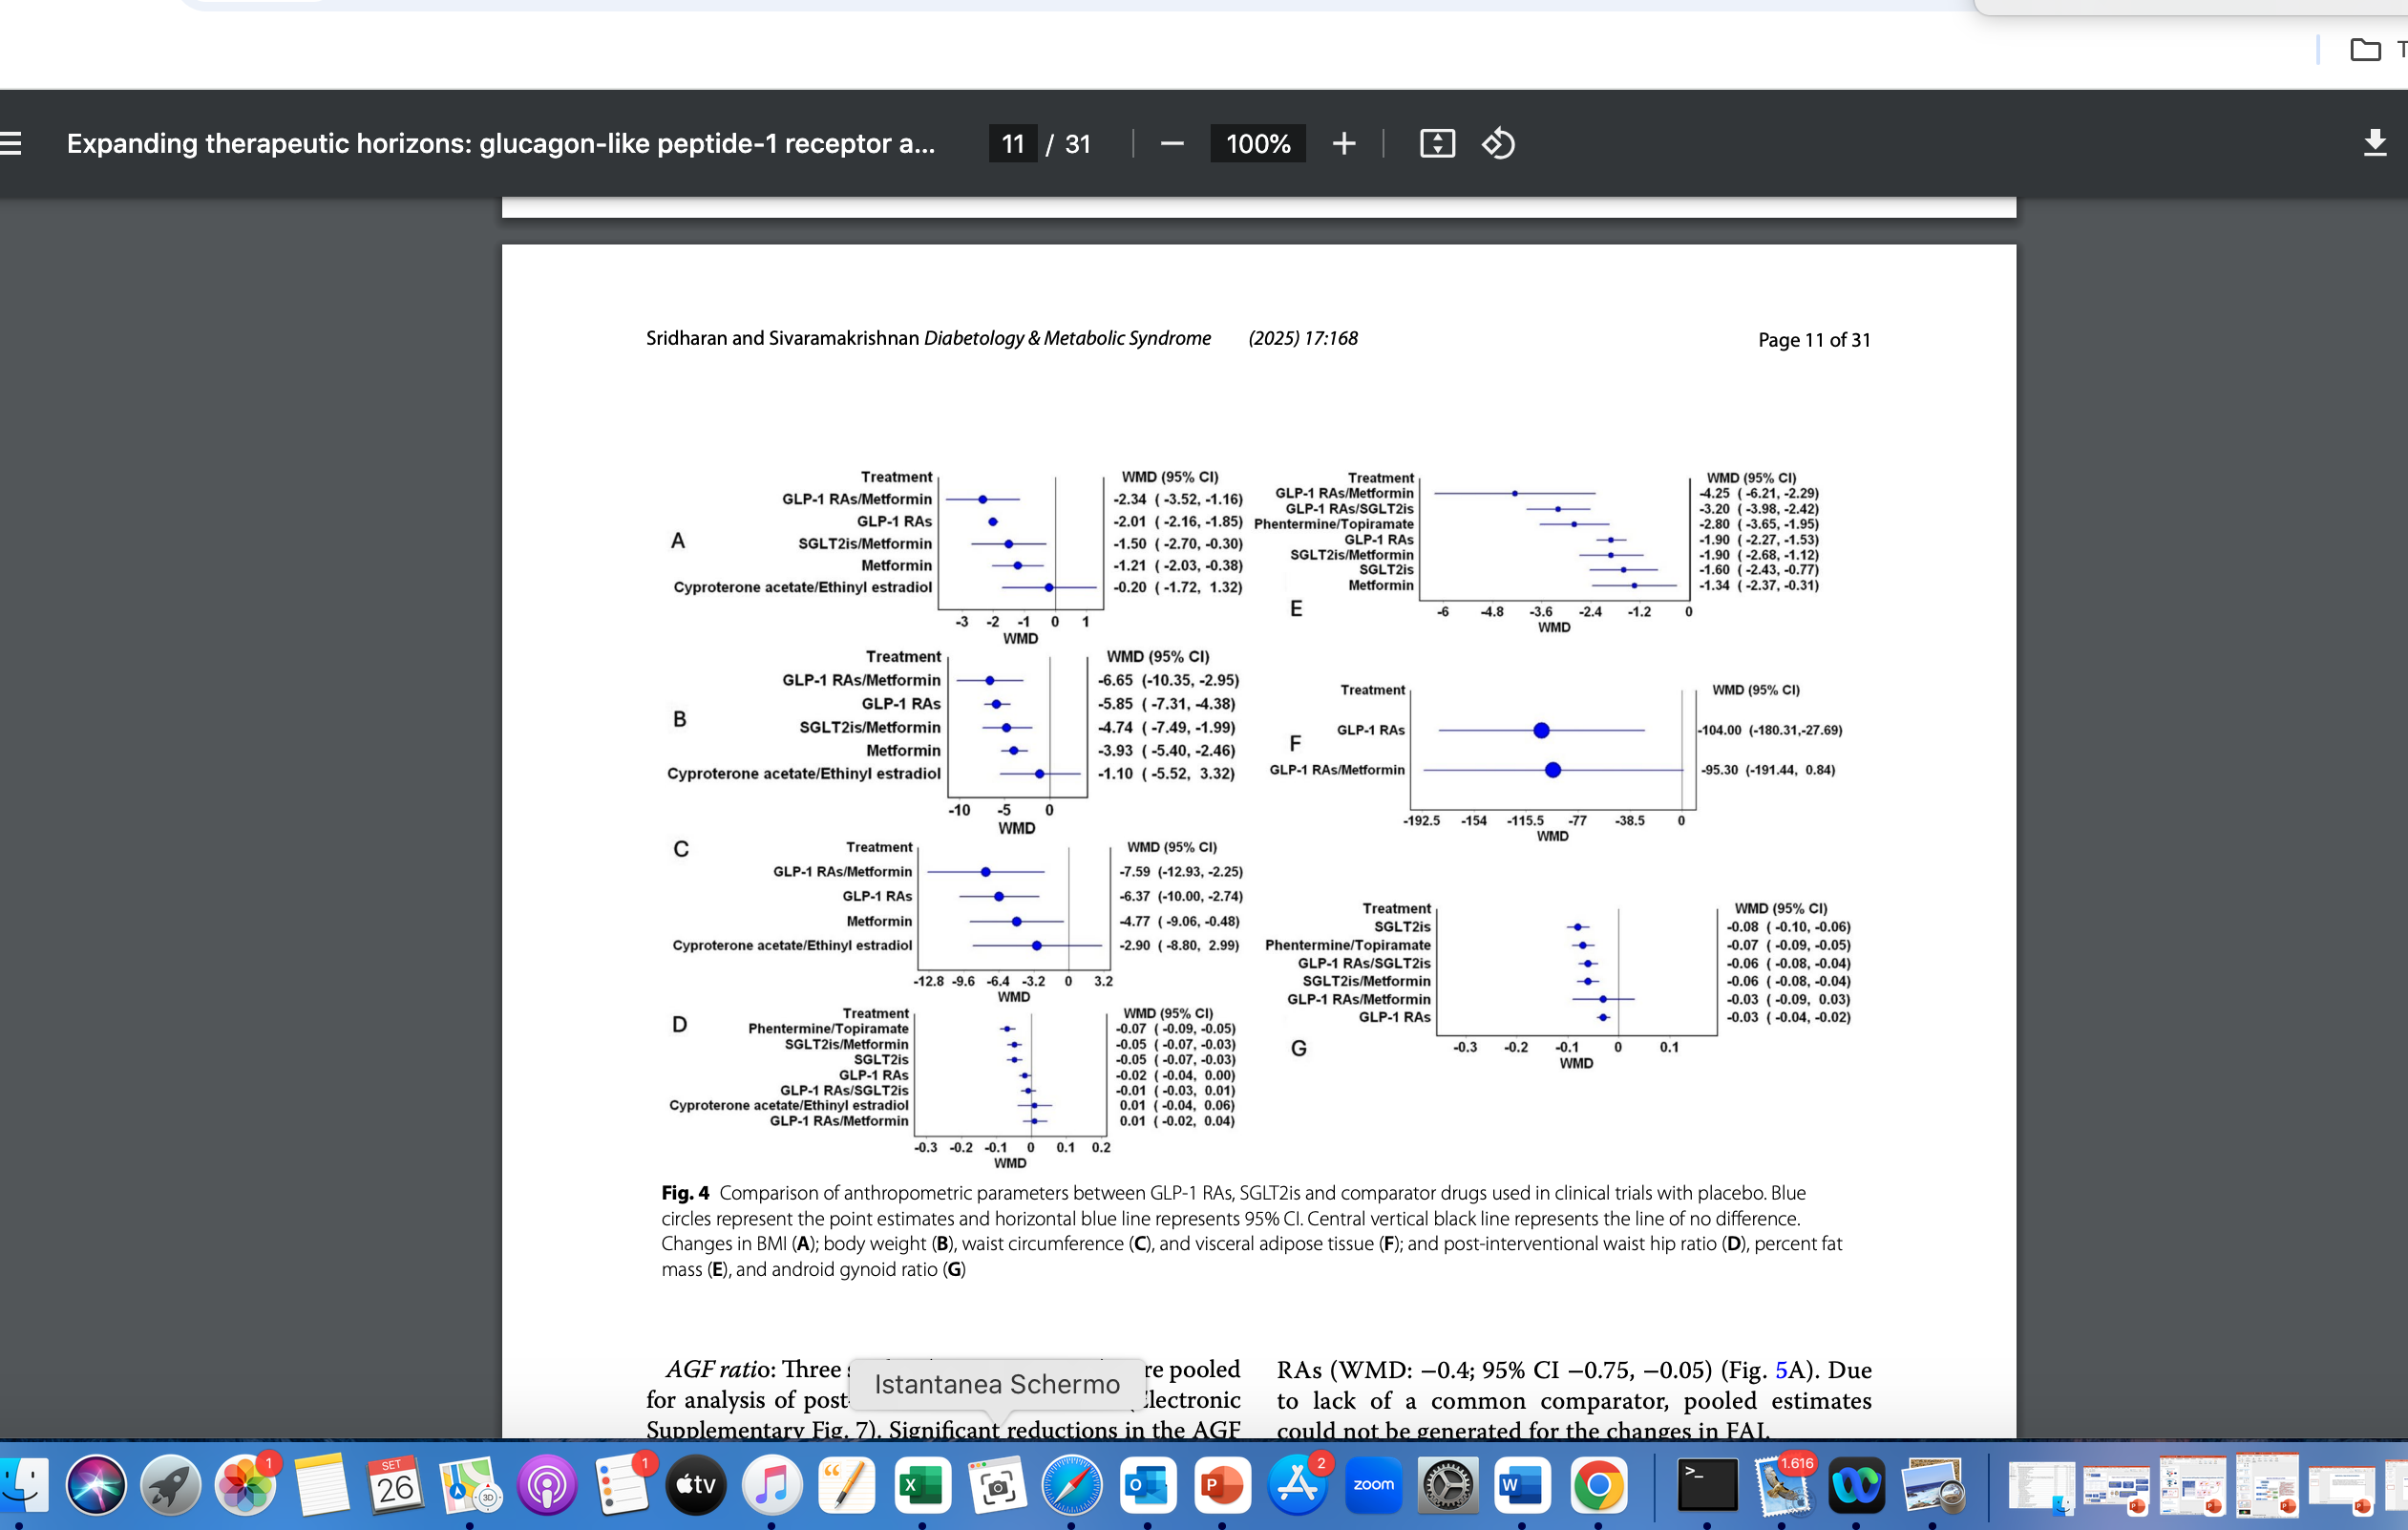 T
Expanding therapeutic horizons: glucagon-like peptide-1 receptor a...
11 / 31
100%
Sridharan and Sivaramakrishnan Diabetology & Metabolic Syndrome (2025) 17:168
Page 11 of 31
A
Treatment WMD (95% CI)
GLP-1 RAs/Metformin -2.34 ( -3.52, -1.16)
GLP-1 RAs -2.01 ( -2.16, -1.85)
SGLT2is/Metformin -1.50 ( -2.70, -0.30)
Metformin -1.21 ( -2.03, -0.38)
Cyproterone acetate/Ethinyl estradiol -0.20 ( -1.72, 1.32)
-3 -2 -1 0 1
WMD
B
Treatment WMD (95% CI)
GLP-1 RAs/Metformin -6.65 (-10.35, -2.95)
GLP-1 RAs -5.85 ( -7.31, -4.38)
SGLT2is/Metformin -4.74 ( -7.49, -1.99)
Metformin -3.93 ( -5.40, -2.46)
Cyproterone acetate/Ethinyl estradiol -1.10 ( -5.52, 3.32)
-10 -5 0
WMD
C
Treatment WMD (95% CI)
GLP-1 RAs/Metformin -7.59 (-12.93, -2.25)
GLP-1 RAs -6.37 (-10.00, -2.74)
Metformin -4.77 ( -9.06, -0.48)
Cyproterone acetate/Ethinyl estradiol -2.90 ( -8.80, 2.99)
-12.8 -9.6 -6.4 -3.2 0 3.2
WMD
D
Treatment WMD (95% CI)
Phentermine/Topiramate -0.07 ( -0.09, -0.05)
SGLT2is/Metformin -0.05 ( -0.07, -0.03)
SGLT2is -0.05 ( -0.07, -0.03)
GLP-1 RAs -0.02 ( -0.04, 0.00)
GLP-1 RAs/SGLT2is -0.01 ( -0.03, 0.01)
Cyproterone acetate/Ethinyl estradiol 0.01 ( -0.04, 0.06)
GLP-1 RAs/Metformin 0.01 ( -0.02, 0.04)
-0.3 -0.2 -0.1 0 0.1 0.2
WMD
Treatment WMD (95% CI)
GLP-1 RAs/Metformin -4.25 ( -6.21, -2.29)
GLP-1 RAs/SGLT2is -3.20 ( -3.98, -2.42)
Phentermine/Topiramate -2.80 ( -3.65, -1.95)
GLP-1 RAs -1.90 ( -2.27, -1.53)
SGLT2is/Metformin -1.90 ( -2.68, -1.12)
SGLT2is -1.60 ( -2.43, -0.77)
Metformin -1.34 ( -2.37, -0.31)
E
-6 -4.8 -3.6 -2.4 -1.2 0
WMD
Treatment WMD (95% CI)
GLP-1 RAs -104.00 (-180.31,-27.69)
F
GLP-1 RAs/Metformin -95.30 (-191.44, 0.84)
-192.5 -154 -115.5 -77 -38.5 0
WMD
Treatment WMD (95% CI)
SGLT2is -0.08 ( -0.10, -0.06)
Phentermine/Topiramate -0.07 ( -0.09, -0.05)
GLP-1 RAs/SGLT2is -0.06 ( -0.08, -0.04)
SGLT2is/Metformin -0.06 ( -0.08, -0.04)
GLP-1 RAs/Metformin -0.03 ( -0.09, 0.03)
GLP-1 RAs -0.03 ( -0.04, -0.02)
G
-0.3 -0.2 -0.1 0 0.1
WMD
Fig. 4 Comparison of anthropometric parameters between GLP-1 RAs, SGLT2is and comparator drugs used in clinical trials with placebo. Blue
circles represent the point estimates and horizontal blue line represents 95% CI. Central vertical black line represents the line of no difference.
Changes in BMI (A); body weight (B), waist circumference (C), and visceral adipose tissue (F); and post-interventional waist hip ratio (D), percent fat
mass (E), and android gynoid ratio (G)
AGF ratio: Three re pooled
for analysis of post- Electronic
Supplementary Fig. 7). Significant reductions in the AGF
RAs (WMD: −0.4; 95% CI −0.75, −0.05) (Fig. 5A). Due
to lack of a common comparator, pooled estimates
could not be generated for the changes in FAI.
Istantanea Schermo
1
SET
26
3D
1
tv
X
O
P
2
zoom
W
>_
1.616